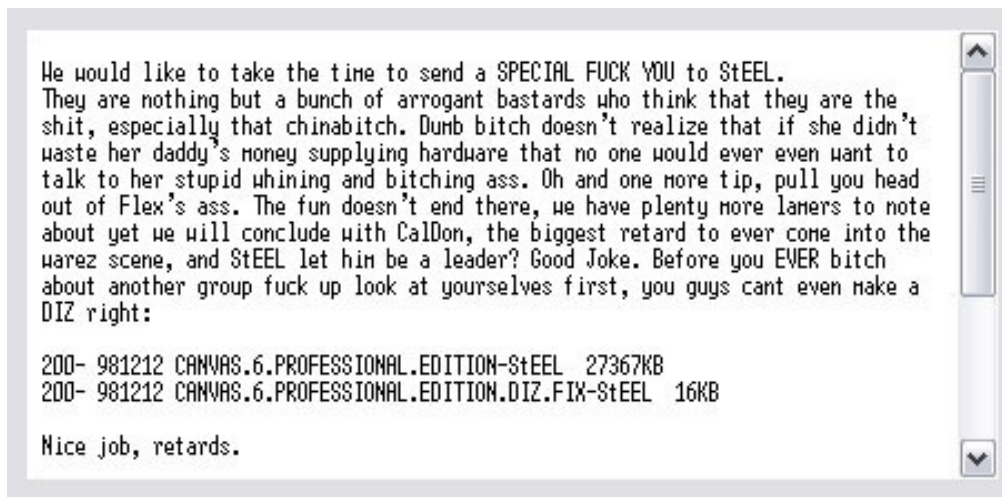 We would like to take the time to send a SPECIAL FUCK YOU to StEEL.
They are nothing but a bunch of arrogant bastards who think that they are the
shit, especially that chinabitch. Dumb bitch doesn't realize that if she didn't
waste her daddy's money supplying hardware that no one would ever even want to
talk to her stupid whining and bitching ass. Oh and one more tip, pull you head
out of Flex's ass. The fun doesn't end there, we have plenty more lamers to note
about yet we will conclude with CalDon, the biggest retard to ever come into the
warez scene, and StEEL let him be a leader? Good Joke. Before you EVER bitch
about another group fuck up look at yourselves first, you guys cant even make a
DIZ right:
200- 981212 CANVAS.6.PROFESSIONAL.EDITION-StEEL 27367KB
200- 981212 CANVAS.6.PROFESSIONAL.EDITION.DIZ.FIX-StEEL 16KB
Nice job, retards.